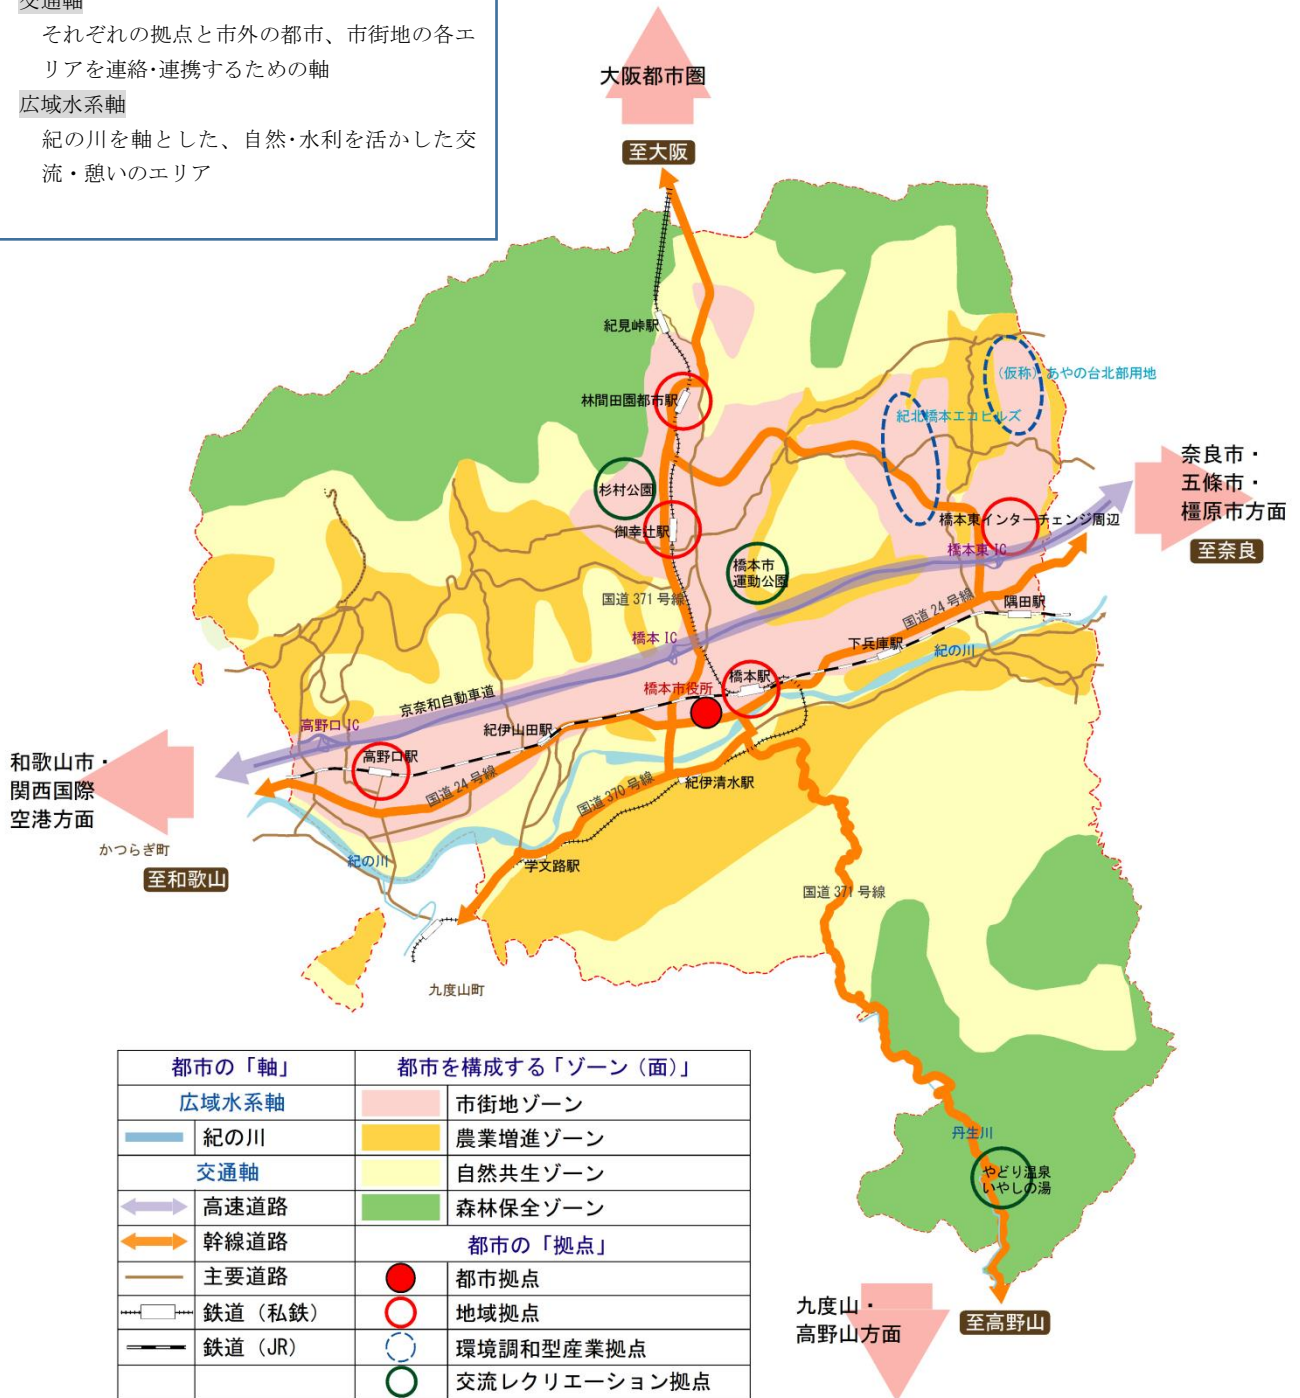 交通軸
それぞれの拠点と市外の都市、市街地の各エ
リアを連絡･連携するための軸
広域水系軸
紀の川を軸とした、自然･水利を活かした交
流・憩いのエリア
大阪都市圏
至大阪
紀見峠駅
林間田園都市駅
(仮称）あやの台北部用地
紀北橋本エコヒルズ
杉村公園
御幸辻駅
橋本東インターチェンジ周辺
橋本東IC
奈良市・
五條市・
橿原市方面
至奈良
橋本市
運動公園
国道371号線
国道24号線
隅田駅
橋本IC
下兵庫駅
紀の川
橋本駅
橋本市役所
京奈和自動車道
高野口IC
紀伊山田駅
高野口駅
国道24号線
国道370号線
紀伊清水駅
和歌山市・
関西国際
空港方面
かつらぎ町
至和歌山
紀の川
学文路駅
国道371号線
九度山町
丹生川
やどり温泉
いやしの湯
九度山・
高野山方面
至高野山
都市の「軸」
都市を構成する「ゾーン（面）」
広域水系軸
市街地ゾーン
紀の川
農業増進ゾーン
交通軸
自然共生ゾーン
高速道路
森林保全ゾーン
幹線道路
都市の「拠点」
主要道路
都市拠点
鉄道（私鉄）
地域拠点
鉄道（JR）
環境調和型産業拠点
交流レクリエーション拠点